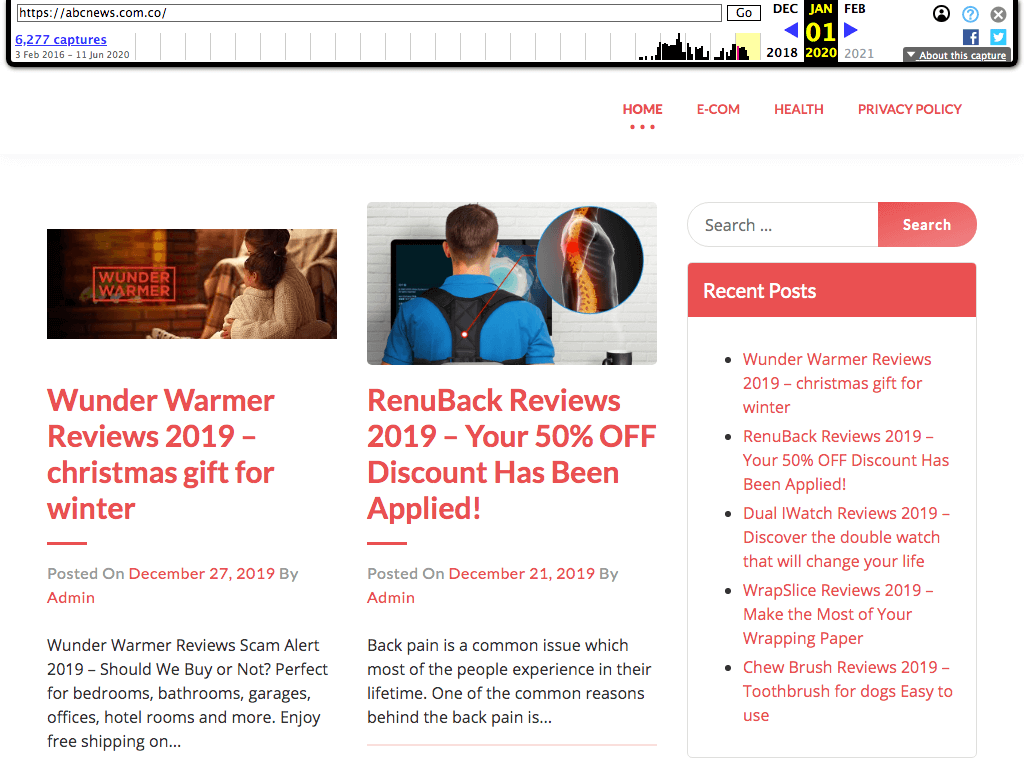 https://abcnews.com.co/
Go
DEC
JAN
FEB
6,277 captures
01
3 Feb 2016 – 11 Jun 2020
2018
2020
2021
About this capture
HOME
E-COM
HEALTH
PRIVACY POLICY
WUNDER
WARMER
Search ...
Search
Wunder Warmer
Reviews 2019 –
christmas gift for
winter
Posted On December 27, 2019 By
Admin
Wunder Warmer Reviews Scam Alert
2019 – Should We Buy or Not? Perfect
for bedrooms, bathrooms, garages,
offices, hotel rooms and more. Enjoy
free shipping on…
RenuBack Reviews
2019 – Your 50% OFF
Discount Has Been
Applied!
Posted On December 21, 2019 By
Admin
Back pain is a common issue which
most of the people experience in their
lifetime. One of the common reasons
behind the back pain is…
Recent Posts
Wunder Warmer Reviews
2019 – christmas gift for
winter
RenuBack Reviews 2019 –
Your 50% OFF Discount Has
Been Applied!
Dual IWatch Reviews 2019 –
Discover the double watch
that will change your life
WrapSlice Reviews 2019 –
Make the Most of Your
Wrapping Paper
Chew Brush Reviews 2019 –
Toothbrush for dogs Easy to
use